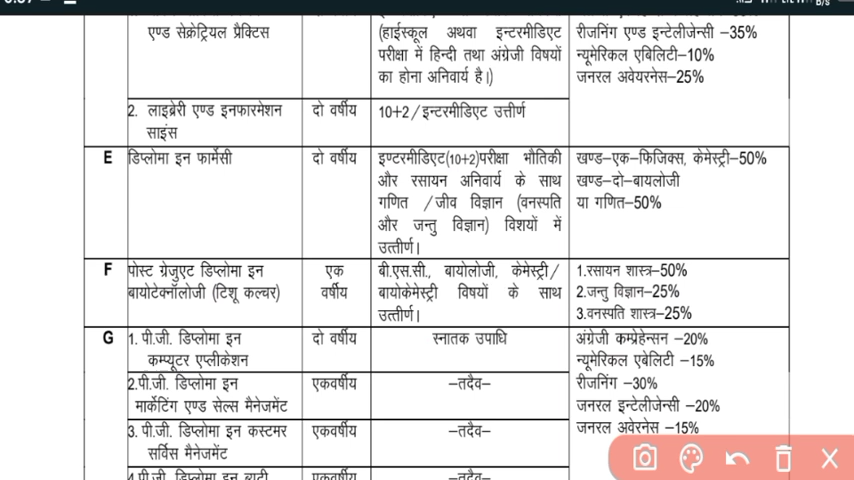 एण्ड सेक्रेट्रियल प्रैक्टिस
(हाईस्कूल अथवा इन्टरमीडिएट
परीक्षा में हिन्दी तथा अंग्रेजी विषयों
का होना अनिवार्य है।)
रीजनिंग एण्ड इन्टेलीजेन्सी –35%
न्यूमेरिकल एबिलिटी–10%
जनरल अवेयरनेस–25%
2. लाइब्रेरी एण्ड इनफारमेशन
साइंस
दो वर्षीय
10+2/इन्टरमीडिएट उत्तीर्ण
E
डिप्लोमा इन फार्मेसी
दो वर्षीय
इण्टरमीडिएट(10+2)परीक्षा भौतिकी
और रसायन अनिवार्य के साथ
गणित /जीव विज्ञान (वनस्पति
और जन्तु विज्ञान) विशयों में
उत्तीर्ण।
खण्ड–एक–फिजिक्स, केमेस्ट्री–50%
खण्ड–दो–बायलोजी
या गणित–50%
F
पोस्ट ग्रेजुएट डिप्लोमा इन
बायोटेक्नॉलोजी (टिशू कल्चर)
एक
वर्षीय
बी.एस.सी., बायोलोजी, केमेस्ट्री/
बायोकेमेस्ट्री विषयों के साथ
उत्तीर्ण।
1.रसायन शास्त्र–50%
2.जन्तु विज्ञान–25%
3.वनस्पति शास्त्र–25%
G
1. पी.जी. डिप्लोमा इन
कम्प्यूटर एप्लीकेशन
दो वर्षीय
स्नातक उपाधि
अंग्रेजी कम्प्रेहेन्सन –20%
न्यूमेरिकल एबेलिटी –15%
रीजनिंग –30%
जनरल इन्टेलीजेन्सी –20%
जनरल अवेरनेस –15%
2.पी.जी. डिप्लोमा इन
मार्केटिंग एण्ड सेल्स मैनेजमेंट
एकवर्षीय
–तदैव–
3. पी.जी. डिप्लोमा इन कस्टमर
सर्विस मैनेजमेंट
एकवर्षीय
–तदैव–
4.पी.जी. डिप्लोमा इन ब्यूटी
एकवर्षीय
–तदैव–